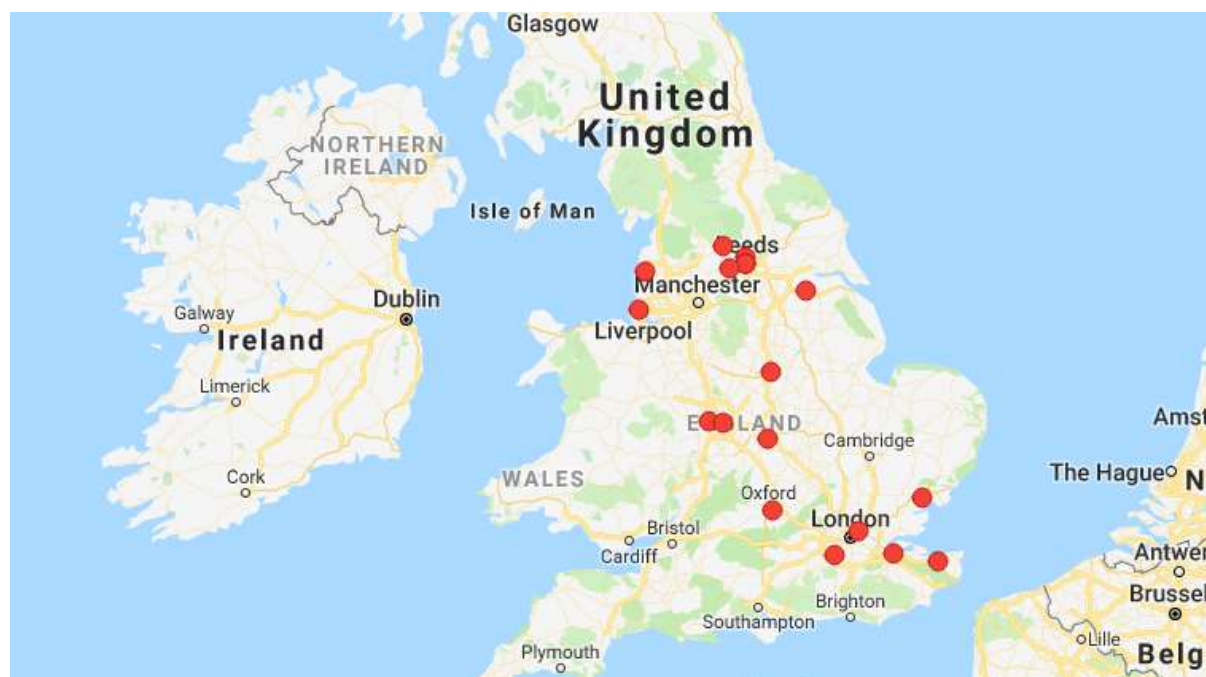 Glasgow
United
Kingdom
NORTHERN
IRELAND
Isle of Man
Leeds
Manchester
Dublin
Galway
Ireland
Liverpool
Limerick
ENGLAND
Amst
Cambridge
Cork
WALES
The Hague
N
Oxford
London
Bristol
Cardiff
Antwer
Brussel
Brighton
Southampton
Lille
Plymouth
Belg